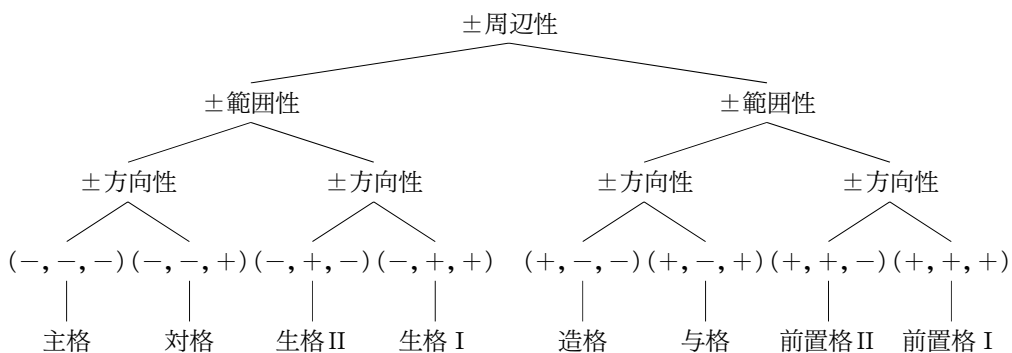 ±周辺性
±範囲性 ±範囲性
±方向性 ±方向性 ±方向性 ±方向性
(−, −, −) (−, −, +) (−, +, −) (−, +, +) (+, −, −) (+, −, +) (+, +, −) (+, +, +)
主格 対格 生格Ⅱ 生格Ⅰ 造格 与格 前置格Ⅱ 前置格Ⅰ